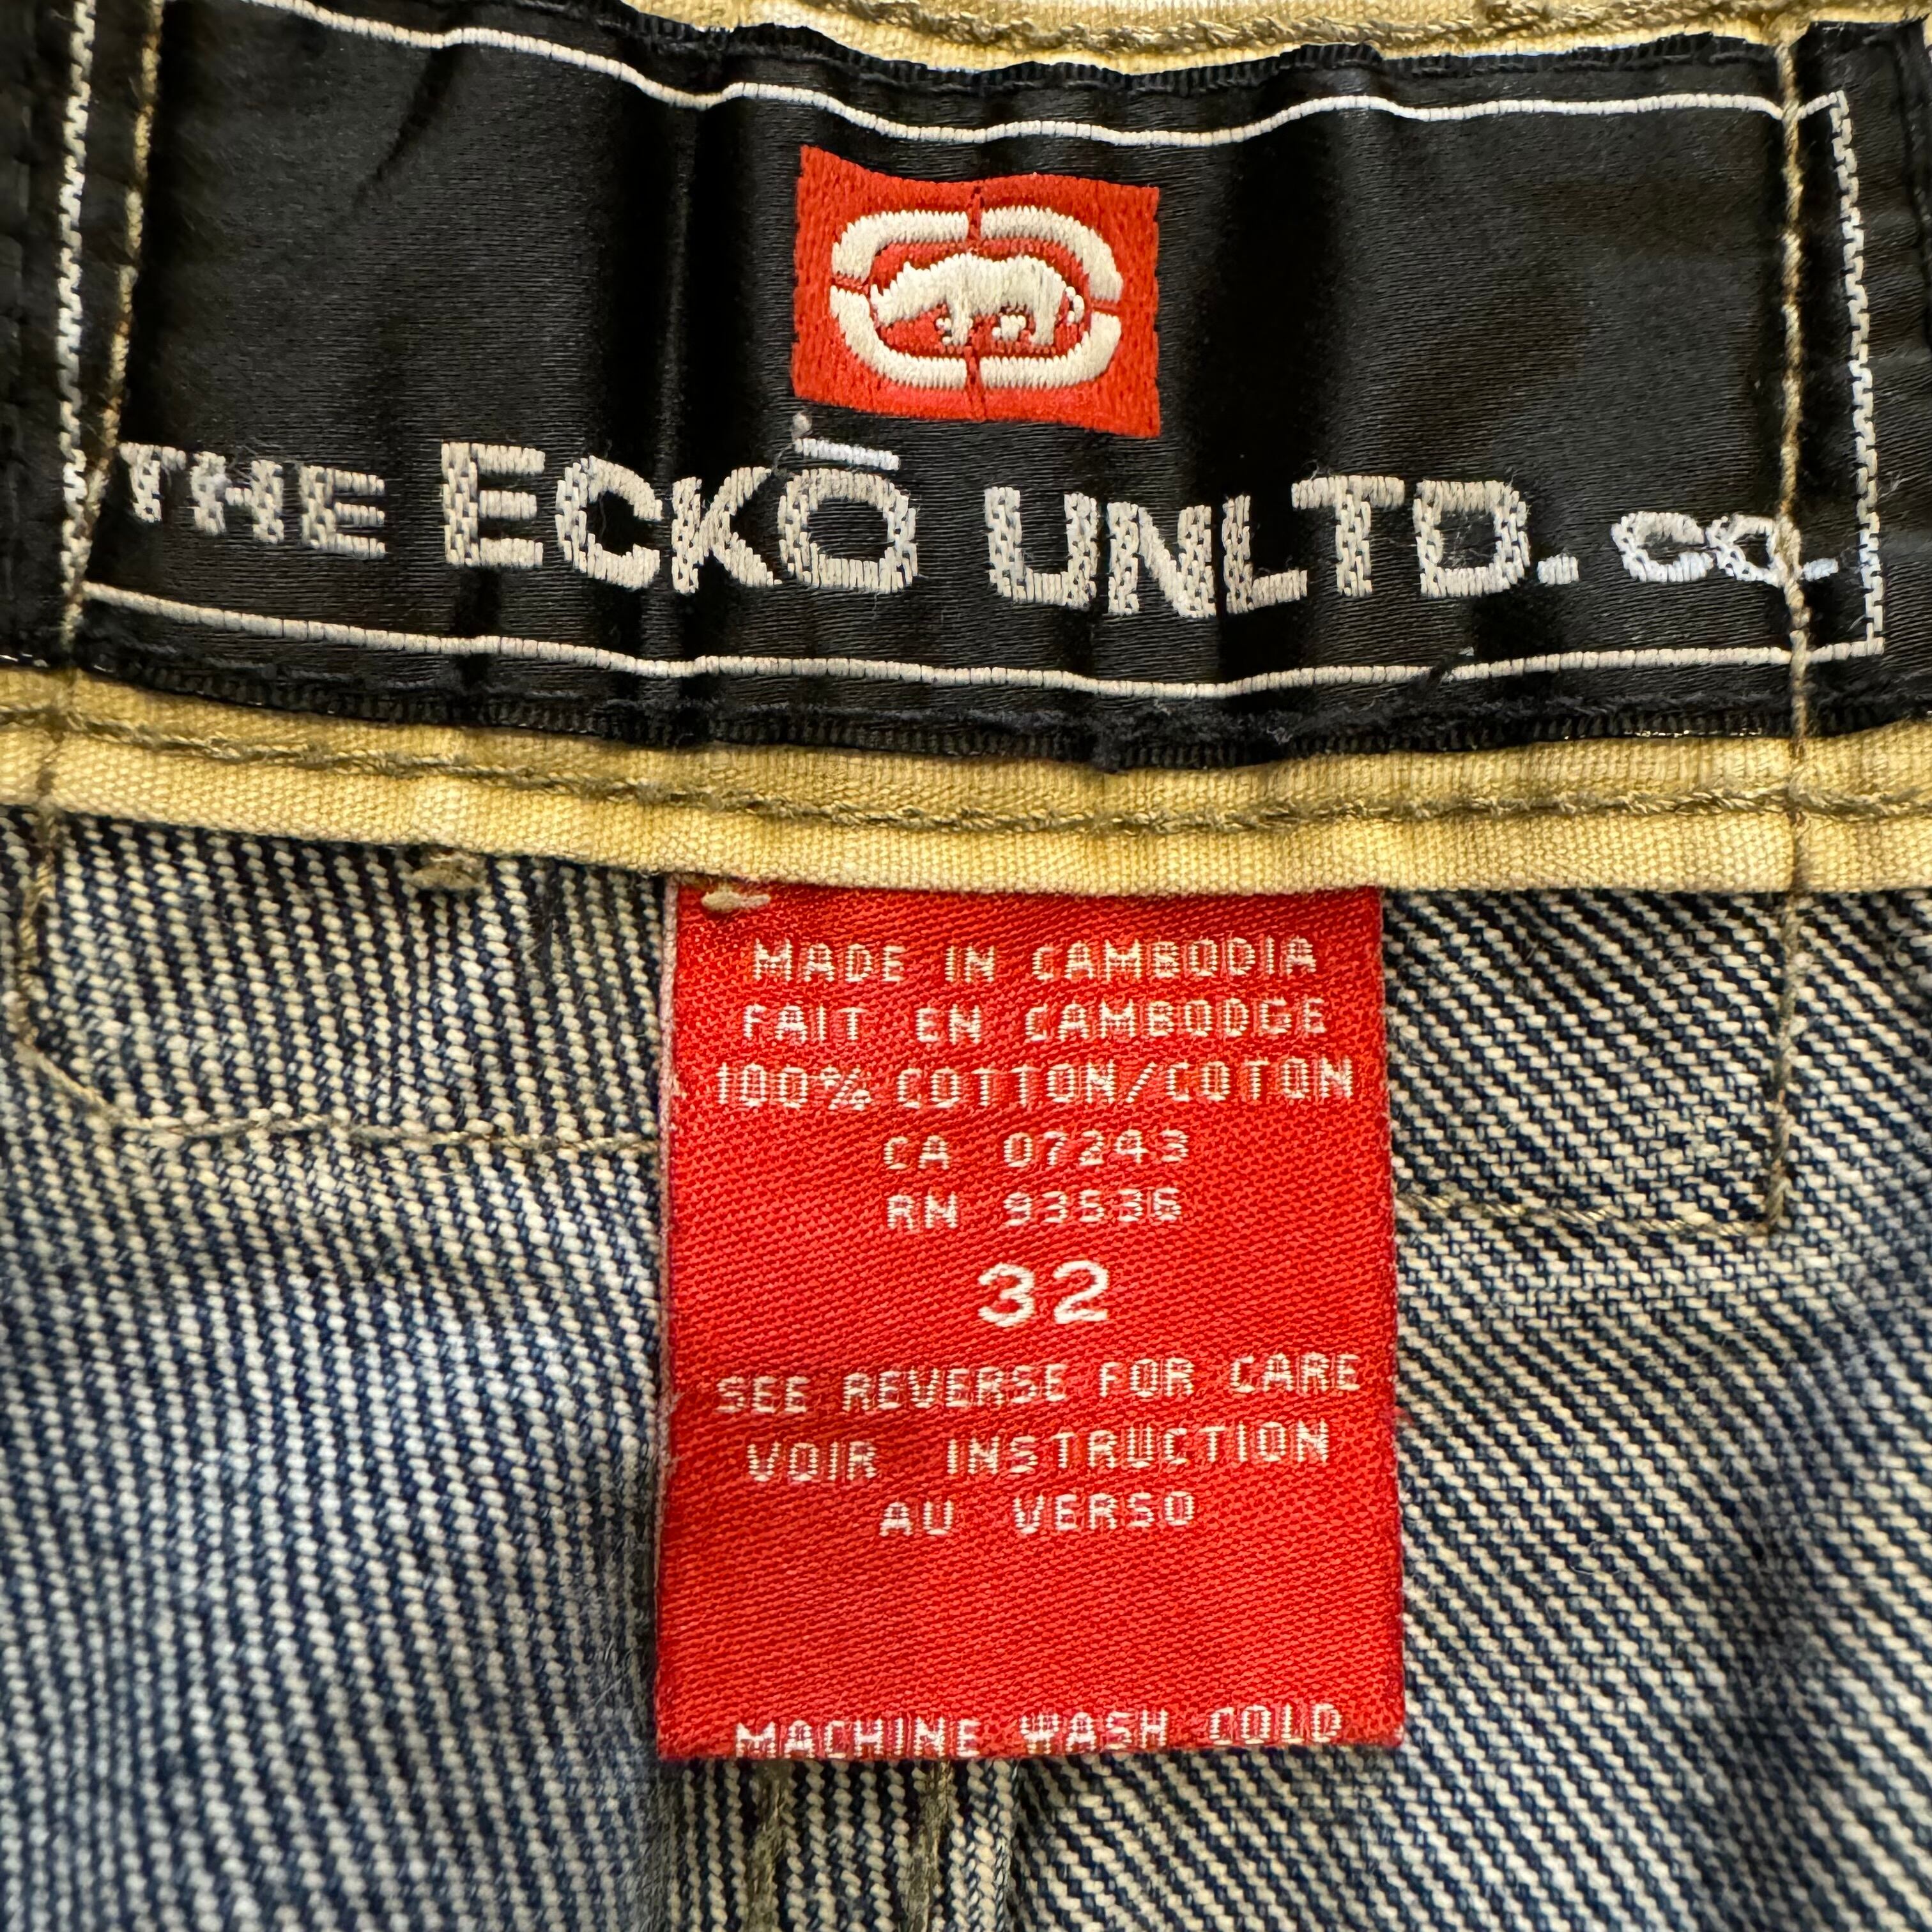 THE ECKŌ UNLTD. CO.
MADE IN CAMBODIA
FAIT EN CAMBODGE
100% COTTON/COTON
CA 07243
RN 93536
32
SEE REVERSE FOR CARE
VOIR INSTRUCTION
AU VERSO
MACHINE WASH COLD